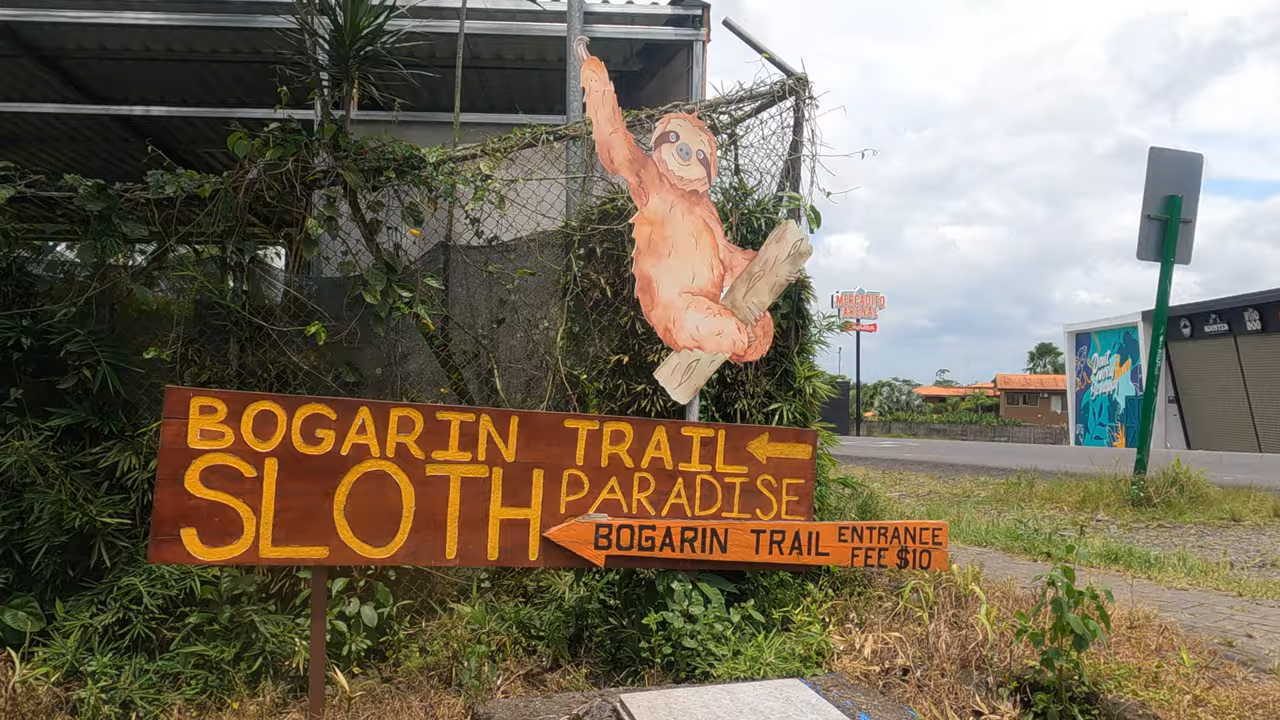 BOGARIN TRAIL
SLOTH PARADISE
BOGARIN TRAIL ENTRANCE
FEE $10
MERCADITO
ARENAL